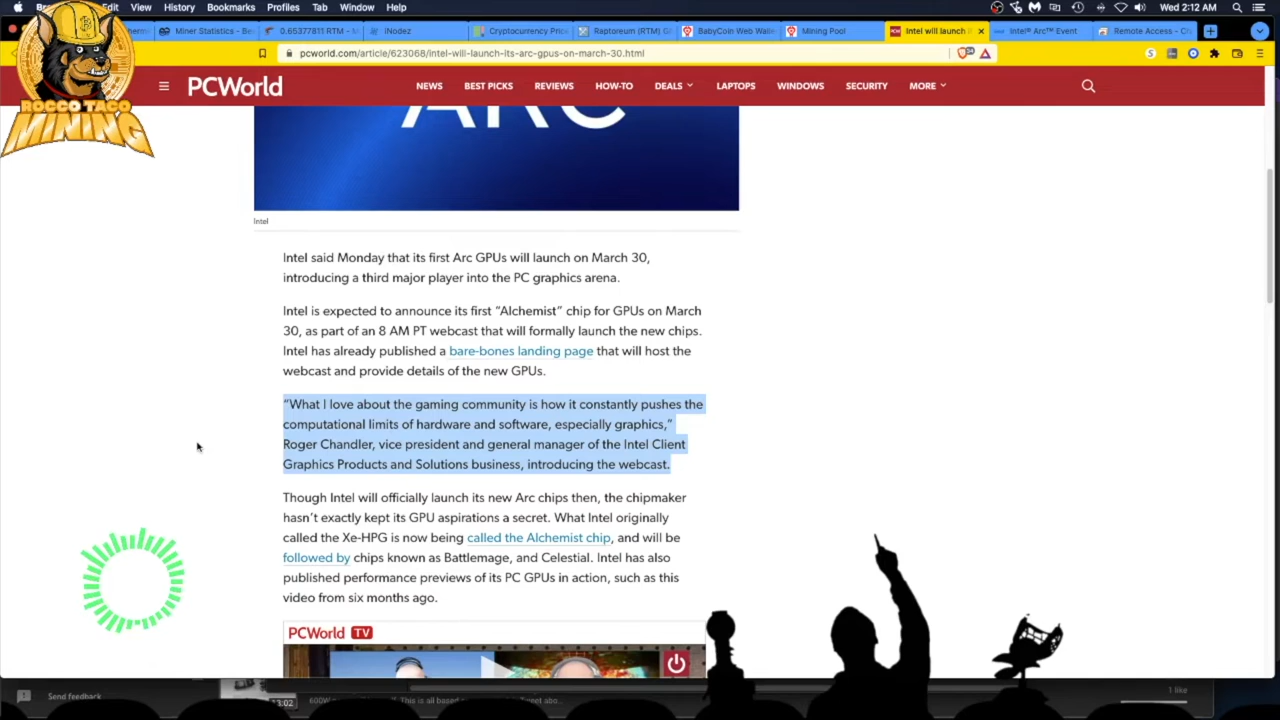 Edit View History Bookmarks Profiles Tab Window Help
Wed 2:12 AM
Miner Statistics - Be
0.65377811 RTM - M
iNodez
Cryptocurrency Price
Raptoreum (RTM) G
BabyCoin Web Walle
Mining Pool
Intel will launch
Intel® Arc™ Event
Remote Access - Ch
pcworld.com/article/623068/intel-will-launch-its-arc-gpus-on-march-30.html
ROCCO TACO
MINING
PCWorld
NEWS BEST PICKS REVIEWS HOW-TO DEALS LAPTOPS WINDOWS SECURITY MORE
ARC
Intel
Intel said Monday that its first Arc GPUs will launch on March 30,
introducing a third major player into the PC graphics arena.
Intel is expected to announce its first “Alchemist” chip for GPUs on March
30, as part of an 8 AM PT webcast that will formally launch the new chips.
Intel has already published a bare-bones landing page that will host the
webcast and provide details of the new GPUs.
“What I love about the gaming community is how it constantly pushes the
computational limits of hardware and software, especially graphics,”
Roger Chandler, vice president and general manager of the Intel Client
Graphics Products and Solutions business, introducing the webcast.
Though Intel will officially launch its new Arc chips then, the chipmaker
hasn’t exactly kept its GPU aspirations a secret. What Intel originally
called the Xe-HPG is now being called the Alchemist chip, and will be
followed by chips known as Battlemage, and Celestial. Intel has also
published performance previews of its PC GPUs in action, such as this
video from six months ago.
PCWorld TV
Send feedback
1 like